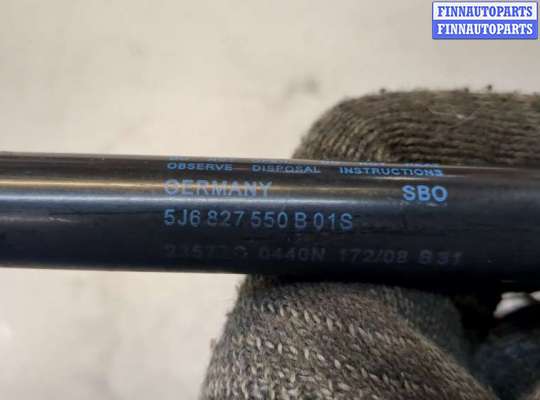 FINNAUTOPARTS
FINNAUTOPARTS
OBSERVE DISPOSAL INSTRUCTIONS
GERMANY SBO
5J6 827 550 B 01S
0440N 172/08 B31